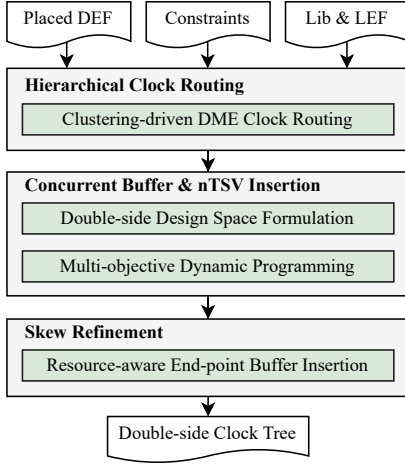 Placed DEF
Constraints
Lib & LEF
Hierarchical Clock Routing
Clustering-driven DME Clock Routing
Concurrent Buffer & nTSV Insertion
Double-side Design Space Formulation
Multi-objective Dynamic Programming
Skew Refinement
Resource-aware End-point Buffer Insertion
Double-side Clock Tree